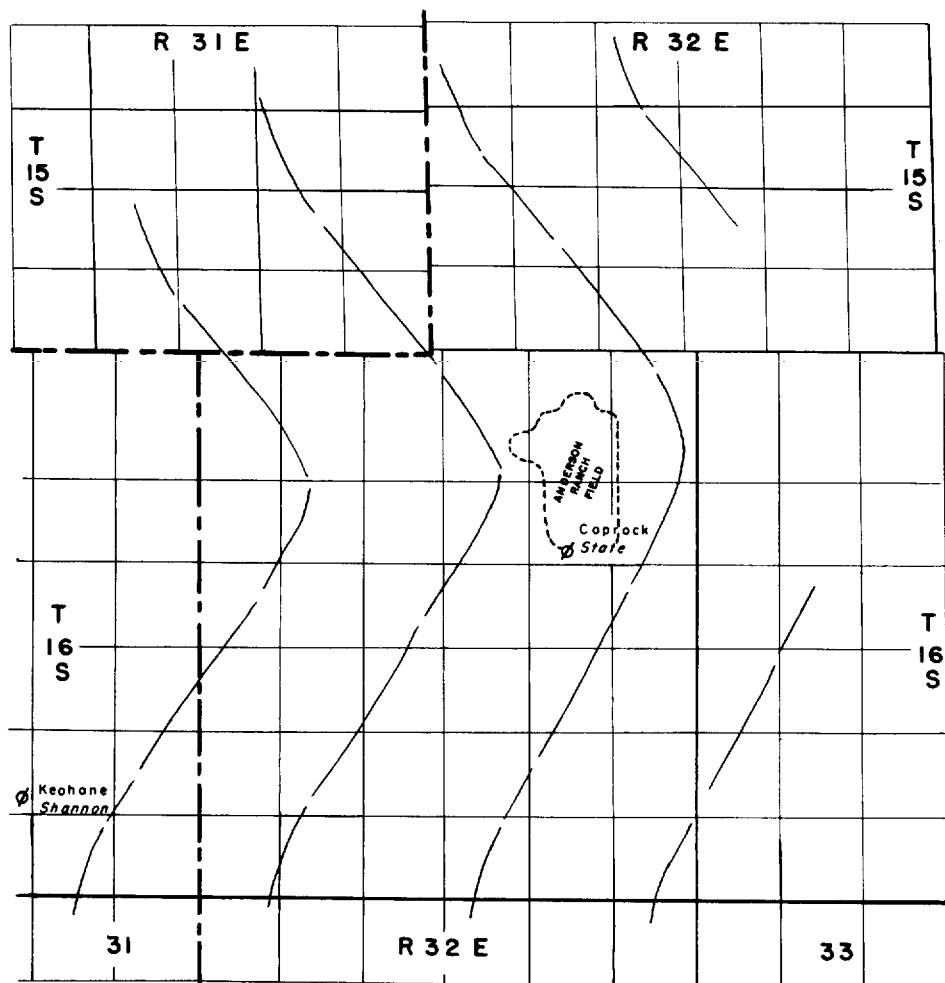 R 31 E
R 32 E
T
15
S
T
15
S
ANDERSON
RANCH
FIELD
Caprock
State
T
16
S
T
16
S
Keohane
Shannon
31
R 32 E
33